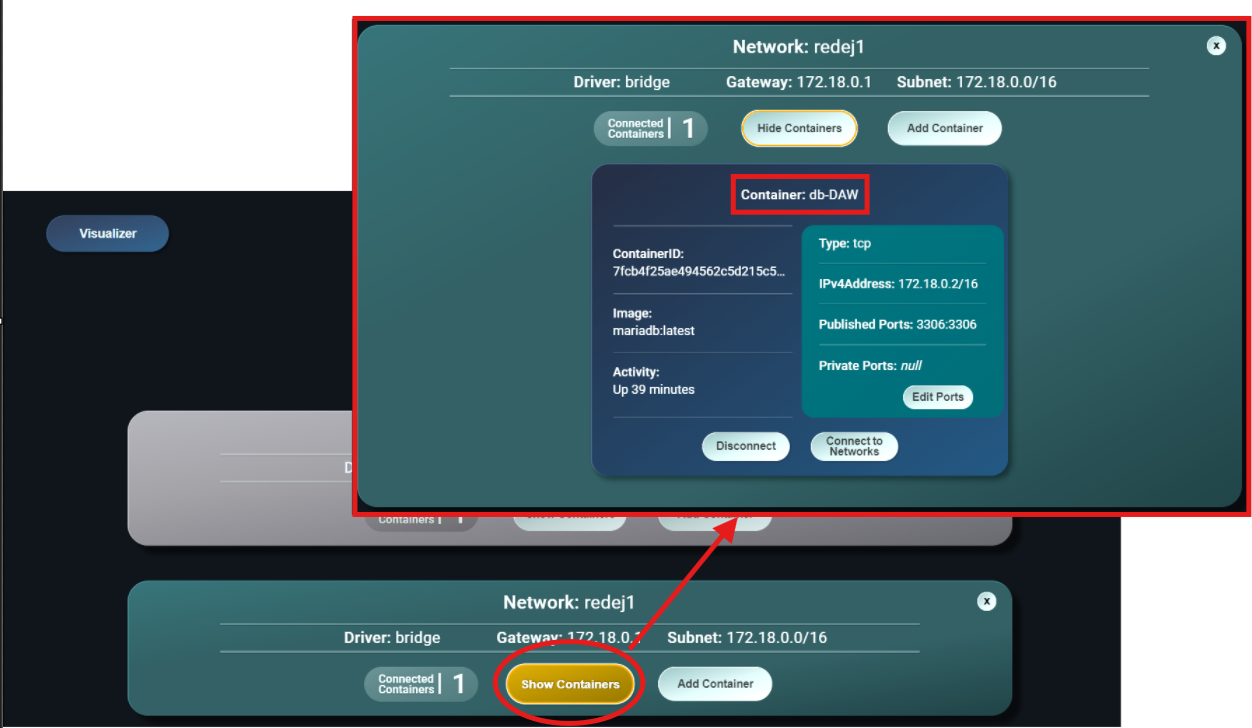 Network: redej1
x
Driver: bridge Gateway: 172.18.0.1 Subnet: 172.18.0.0/16
Connected
Containers
1
Hide Containers
Add Container
Container: db-DAW
ContainerID:
7fcb4f25ae494562c5d215c5...
Image:
mariadb:latest
Activity:
Up 39 minutes
Type: tcp
IPv4Address: 172.18.0.2/16
Published Ports: 3306:3306
Private Ports: null
Edit Ports
Disconnect
Connect to
Networks
Visualizer
D
Containers
Network: redej1
x
Driver: bridge Gateway: 172.18.0.1 Subnet: 172.18.0.0/16
Connected
Containers
1
Show Containers
Add Container